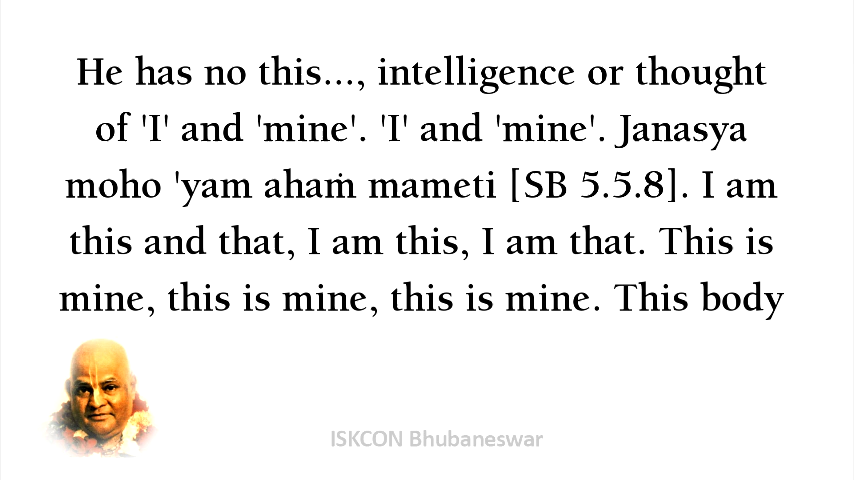 He has no this..., intelligence or thought
of 'I' and 'mine'. 'I' and 'mine'. Janasya
moho 'yam ahaṁ mameti [SB 5.5.8]. I am
this and that, I am this, I am that. This is
mine, this is mine, this is mine. This body
ISKCON Bhubaneswar